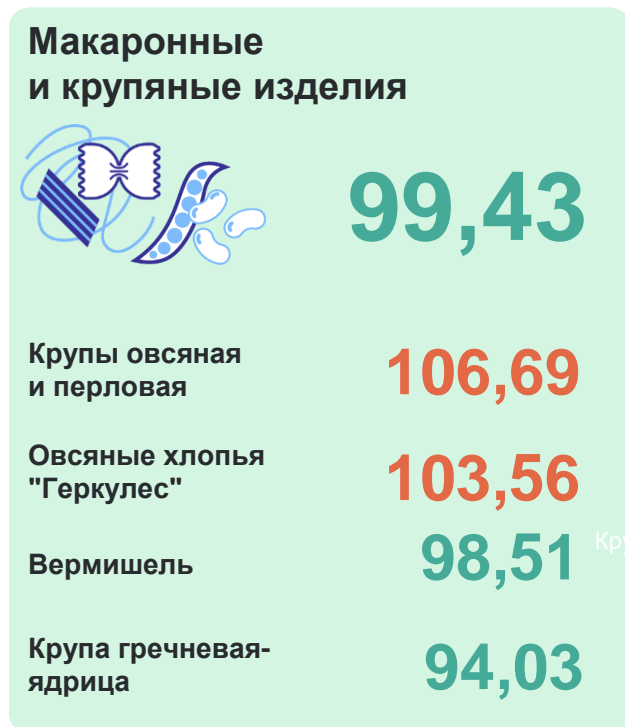 Макаронные
и крупяные изделия
99,43
Крупы овсяная
и перловая
106,69
Овсяные хлопья
"Геркулес"
103,56
Вермишель
98,51
Кру
Крупа гречневая-
ядрица
94,03